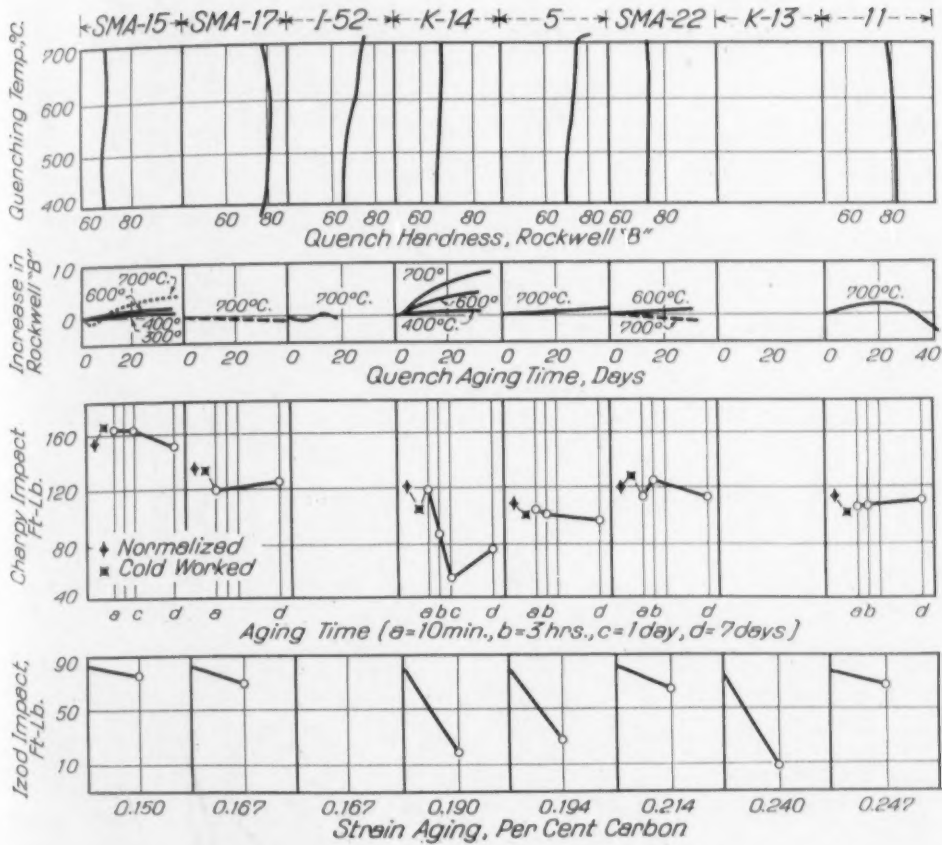 SMA-15 SMA-17 I-52 K-14 5 SMA-22 K-13 11
Quenching Temp.,°C.
700
600
500
400
60 80 60 80 60 80 60 80 60 80 60 80 60 80
Quench Hardness, Rockwell "B"
Increase in
Rockwell "B"
10
0
700°C.
600°
400°
300°
700°C.
700°C.
700°
600°
400°C.
700°C.
600°C.
700°
700°C.
0 20 0 20 0 20 0 20 0 20 0 20 0 20 0 20 40
Quench Aging Time, Days
Charpy Impact
Ft-Lb.
160
120
80
40
Normalized
Cold Worked
a c d a d a b c d a b d a b d a b d
Aging Time (a=10min., b=3 hrs., c=1day, d=7days)
Izod Impact,
Ft-Lb.
90
50
10
0.150 0.167 0.167 0.190 0.194 0.214 0.240 0.247
Strain Aging, Per Cent Carbon